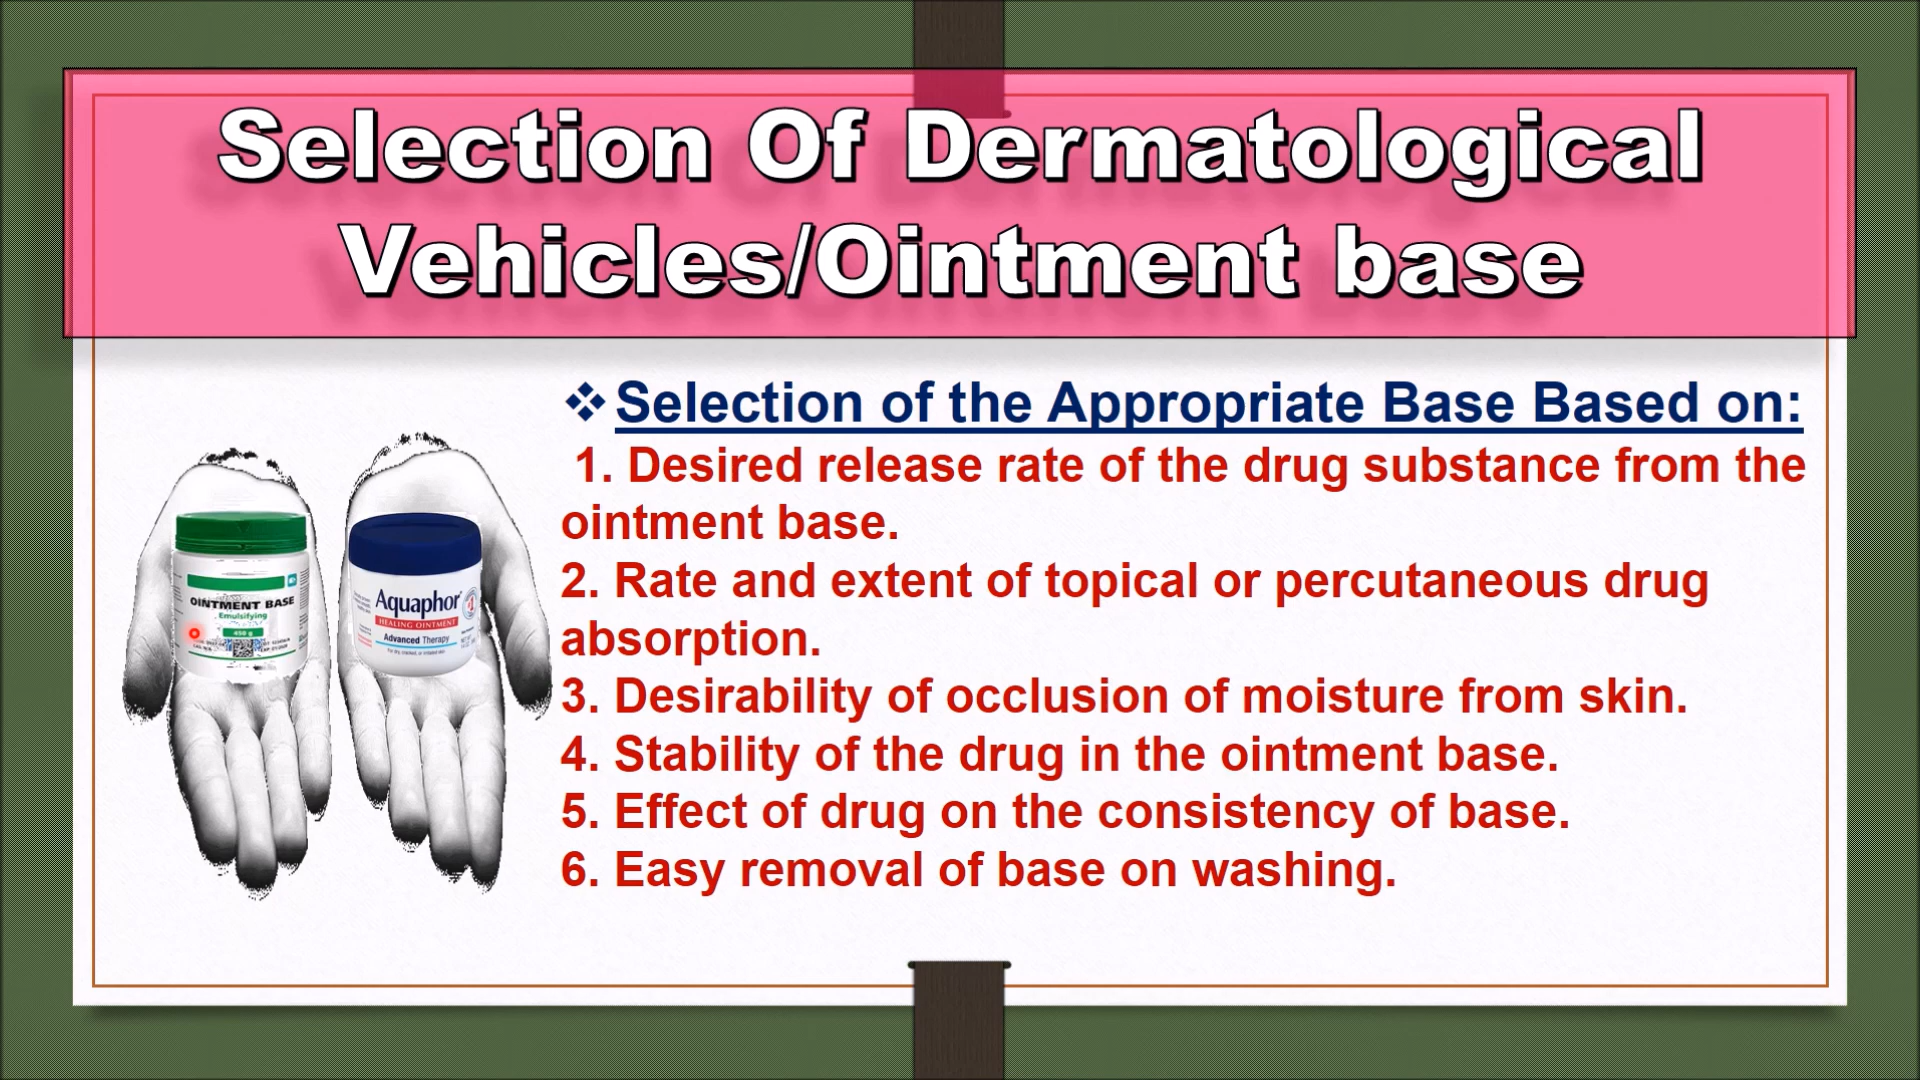 Selection Of Dermatological
Vehicles/Ointment base
❖Selection of the Appropriate Base Based on:
1. Desired release rate of the drug substance from the
ointment base.
2. Rate and extent of topical or percutaneous drug
absorption.
3. Desirability of occlusion of moisture from skin.
4. Stability of the drug in the ointment base.
5. Effect of drug on the consistency of base.
6. Easy removal of base on washing.
OINTMENT BASE
Emulsifying
450 g
Aquaphor
HEALING OINTMENT
Advanced Therapy